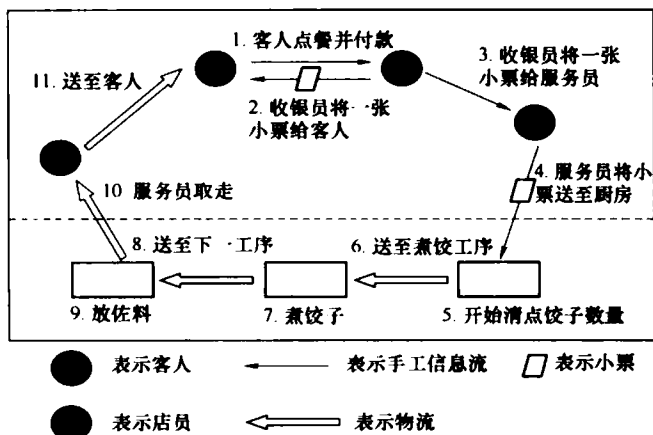 1. 客人点餐并付款
2. 收银员将一张
小票给客人
3. 收银员将一张
小票给服务员
4. 服务员将小
票送至厨房
5. 开始清点饺子数量
6. 送至煮饺工序
7. 煮饺子
8. 送至下一工序
9. 放佐料
10 服务员取走
11. 送至客人
表示客人
表示手工信息流
表示小票
表示店员
表示物流